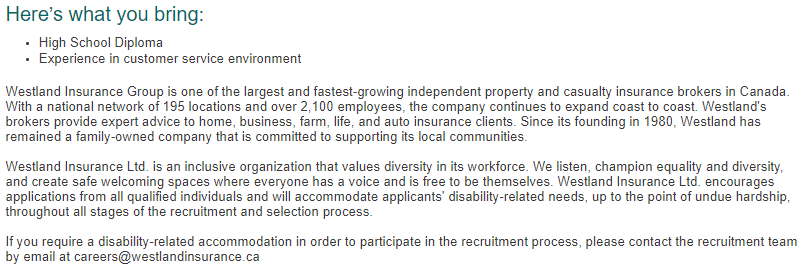 Here's what you bring:
• High School Diploma
• Experience in customer service environment
Westland Insurance Group is one of the largest and fastest-growing independent property and casualty insurance brokers in Canada.
With a national network of 195 locations and over 2,100 employees, the company continues to expand coast to coast. Westland's
brokers provide expert advice to home, business, farm, life, and auto insurance clients. Since its founding in 1980, Westland has
remained a family-owned company that is committed to supporting its local communities.
Westland Insurance Ltd. is an inclusive organization that values diversity in its workforce. We listen, champion equality and diversity,
and create safe welcoming spaces where everyone has a voice and is free to be themselves. Westland Insurance Ltd. encourages
applications from all qualified individuals and will accommodate applicants' disability-related needs, up to the point of undue hardship,
throughout all stages of the recruitment and selection process.
If you require a disability-related accommodation in order to participate in the recruitment process, please contact the recruitment team
by email at careers@westlandinsurance.ca